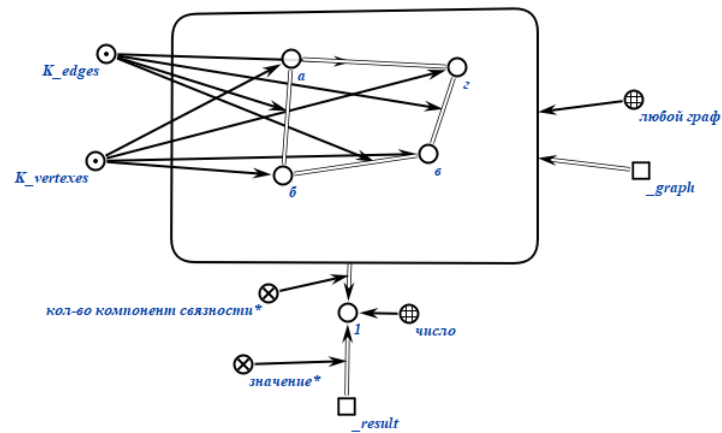 K_edges
а
г
любой граф
K_vertexes
б
в
_graph
кол-во компонент связности*
1
число
значение*
_result